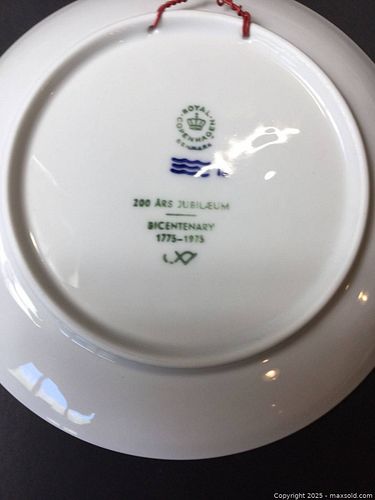 ROYAL
COPENHAGEN
DENMARK
200 ÅRS JUBILÆUM
BICENTENARY
1775-1975
Copyright 2025 - maxsold.com